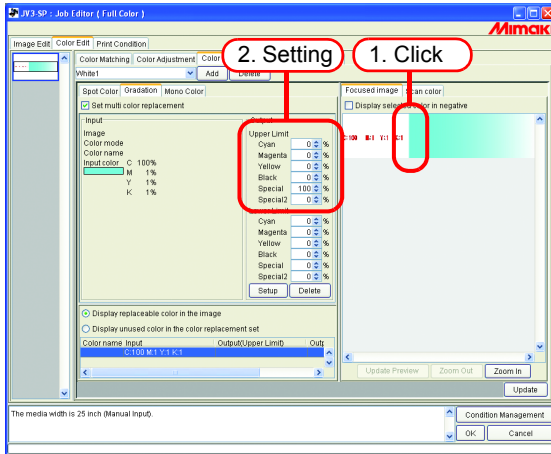 JV3-SP : Job Editor ( Full Color )
Mimaki
Image Edit Color Edit Print Condition
Color Matching Color Adjustment Color
2. Setting
1. Click
White1 Add Delete
Spot Color Gradation Mono Color
Set multi color replacement
Input
Image
Color mode
Color name
Input color C 100%
M 1%
Y 1%
K 1%
Output
Upper Limit
Cyan 0 %
Magenta 0 %
Yellow 0 %
Black 0 %
Special 100 %
Special2 0 %
Cyan 0 %
Magenta 0 %
Yellow 0 %
Black 0 %
Special 0 %
Special2 0 %
Setup Delete
Display replaceable color in the image
Display unused color in the color replacement set
Color name Input Output(Upper Limit) Outp
C:100 M:1 Y:1 K:1
Focused image Scan color
Display selected color in negative
C:100 M:1 Y:1 K:1
Update Preview Zoom Out Zoom In
Update
The media width is 25 inch (Manual Input).
Condition Management
OK Cancel